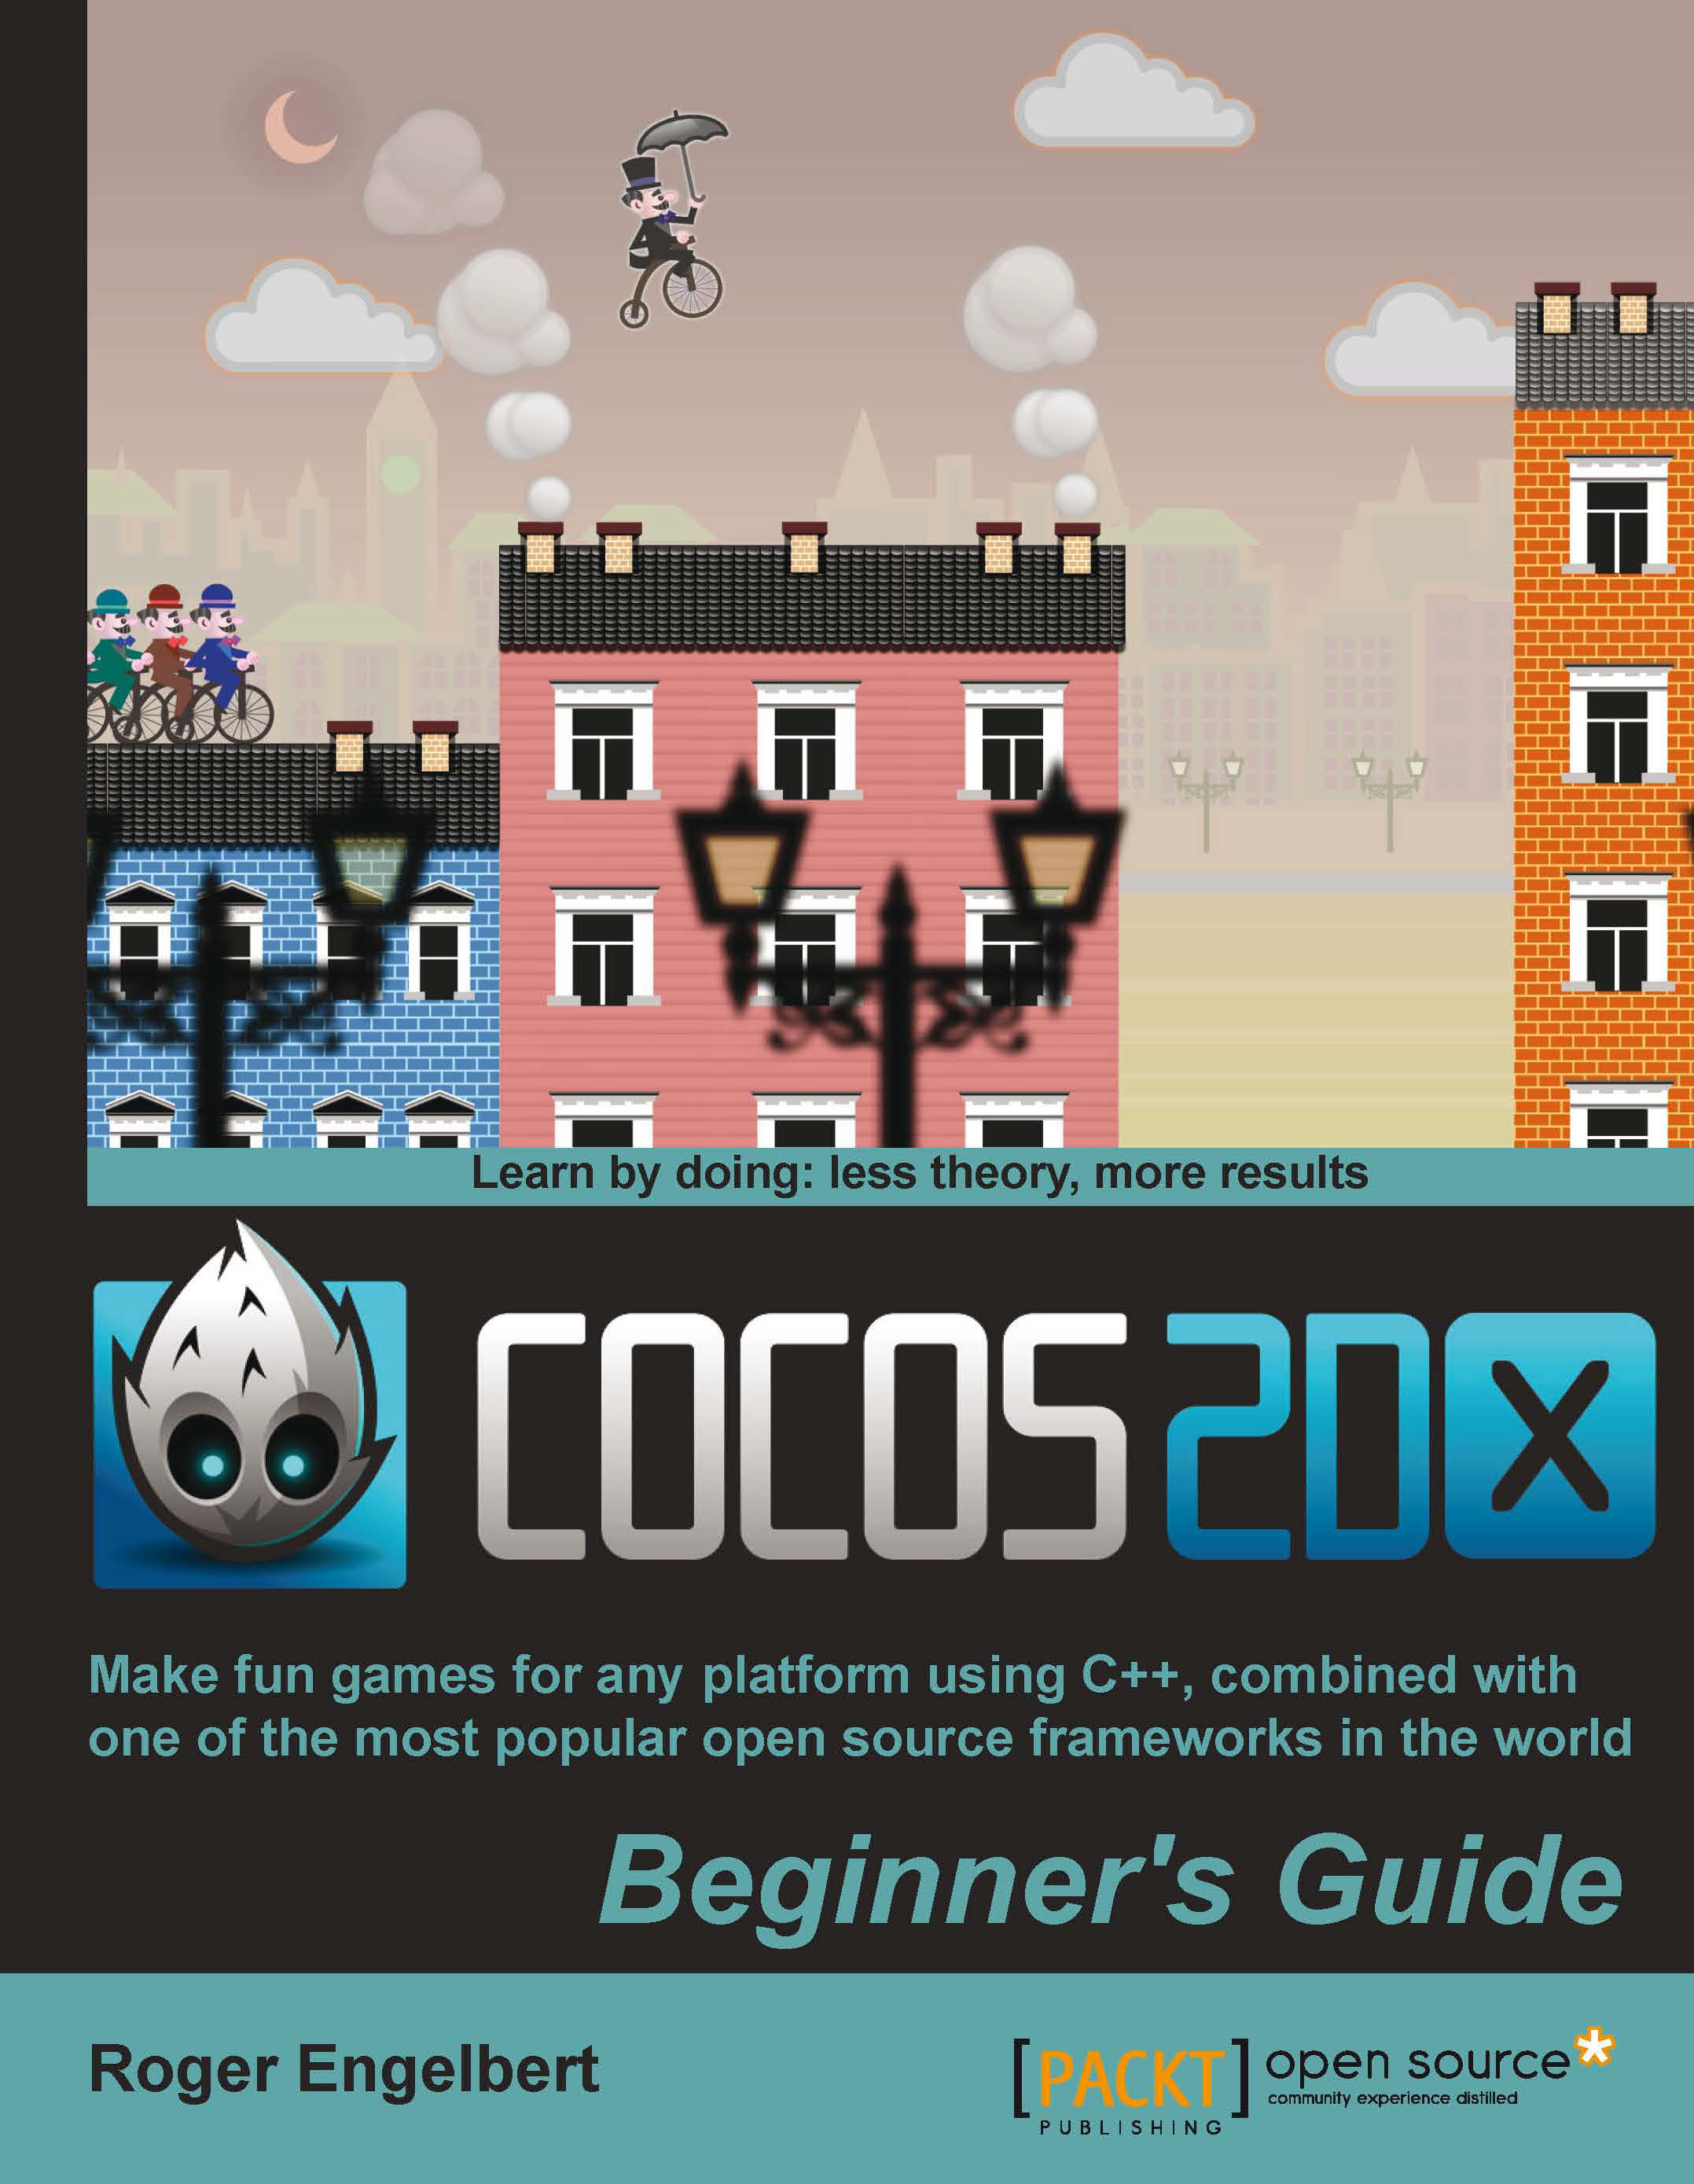 Learn by doing: less theory, more results
COCOS2DX
Make fun games for any platform using C++, combined with
one of the most popular open source frameworks in the world
Beginner's Guide
Roger Engelbert
[PACKT] open source*
community experience distilled
PUBLISHING